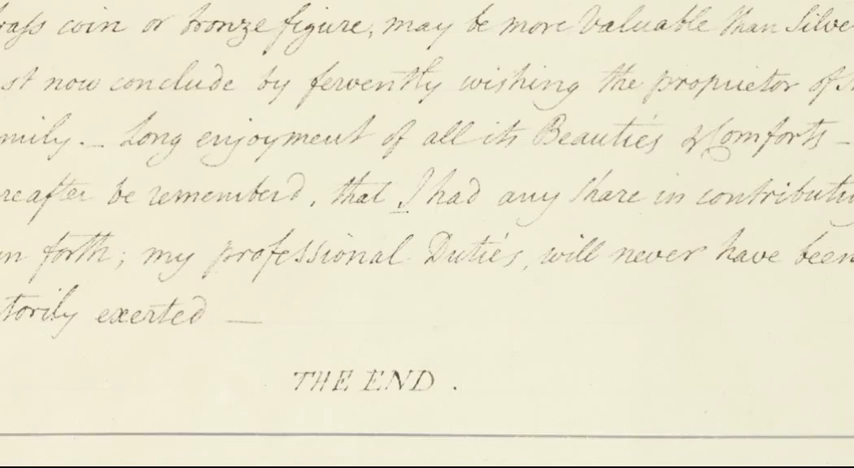 rass coin or bronze figure, may be more Valuable than Silve
st now conclude by fervently wishing the proprietor of
mily. _ Long enjoyment of all its Beauties & Comforts –
reafter be rememberd, that I had any Share in contributi
n forth; my professional Duties, will never have been
torily exerted —
THE END.